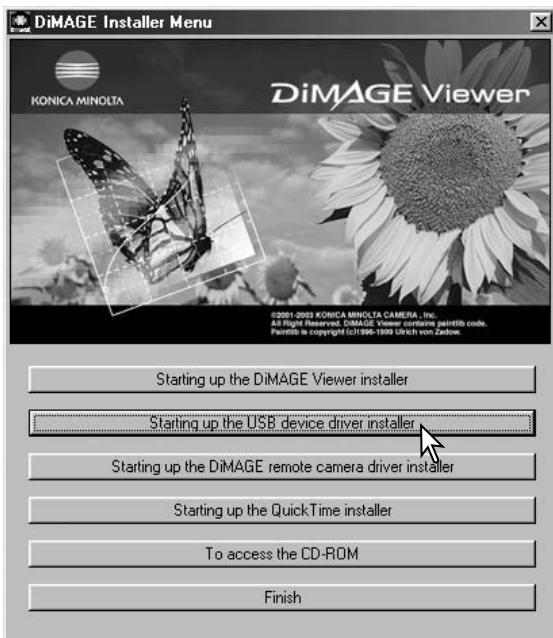 DiMAGE Installer Menu
KONICA MINOLTA
DiMAGE Viewer
©2001-2003 KONICA MINOLTA CAMERA , Inc.
All Right Reserved. DiMAGE Viewer contains paintlib code.
Paintlib is copyright (c)1996-1999 Ulrich von Zadow.
Starting up the DiMAGE Viewer installer
Starting up the USB device driver installer
Starting up the DiMAGE remote camera driver installer
Starting up the QuickTime installer
To access the CD-ROM
Finish